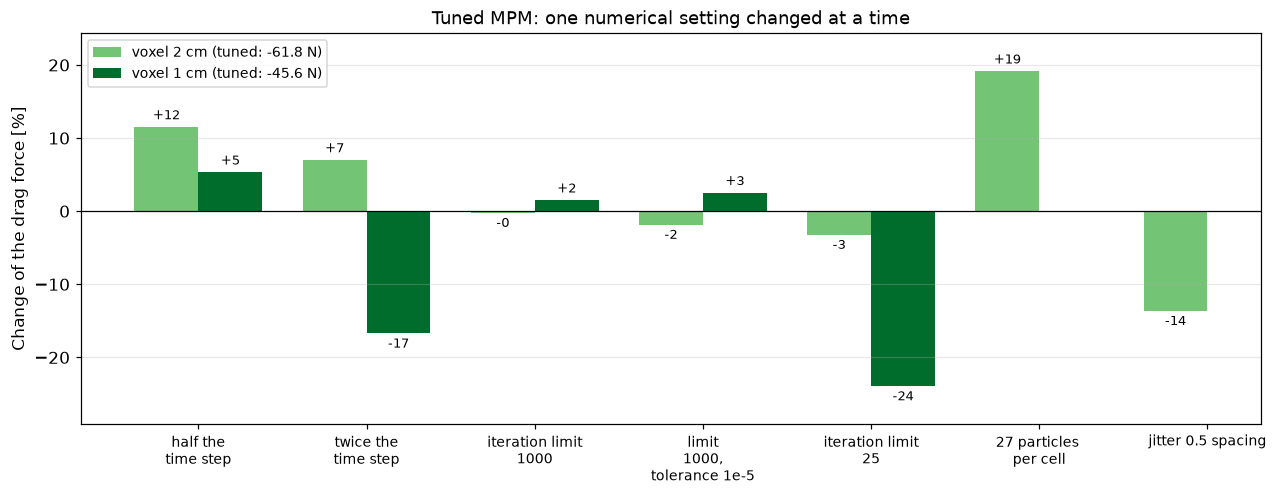 Tuned MPM: one numerical setting changed at a time
voxel 2 cm (tuned: -61.8 N)
voxel 1 cm (tuned: -45.6 N)
Change of the drag force [%]
20
10
0
−10
−20
+12
+5
+7
-17
-0
+2
-2
+3
-3
-24
+19
-14
half the
time step
twice the
time step
iteration limit
1000
limit
1000,
tolerance 1e-5
iteration limit
25
27 particles
per cell
jitter 0.5 spacing